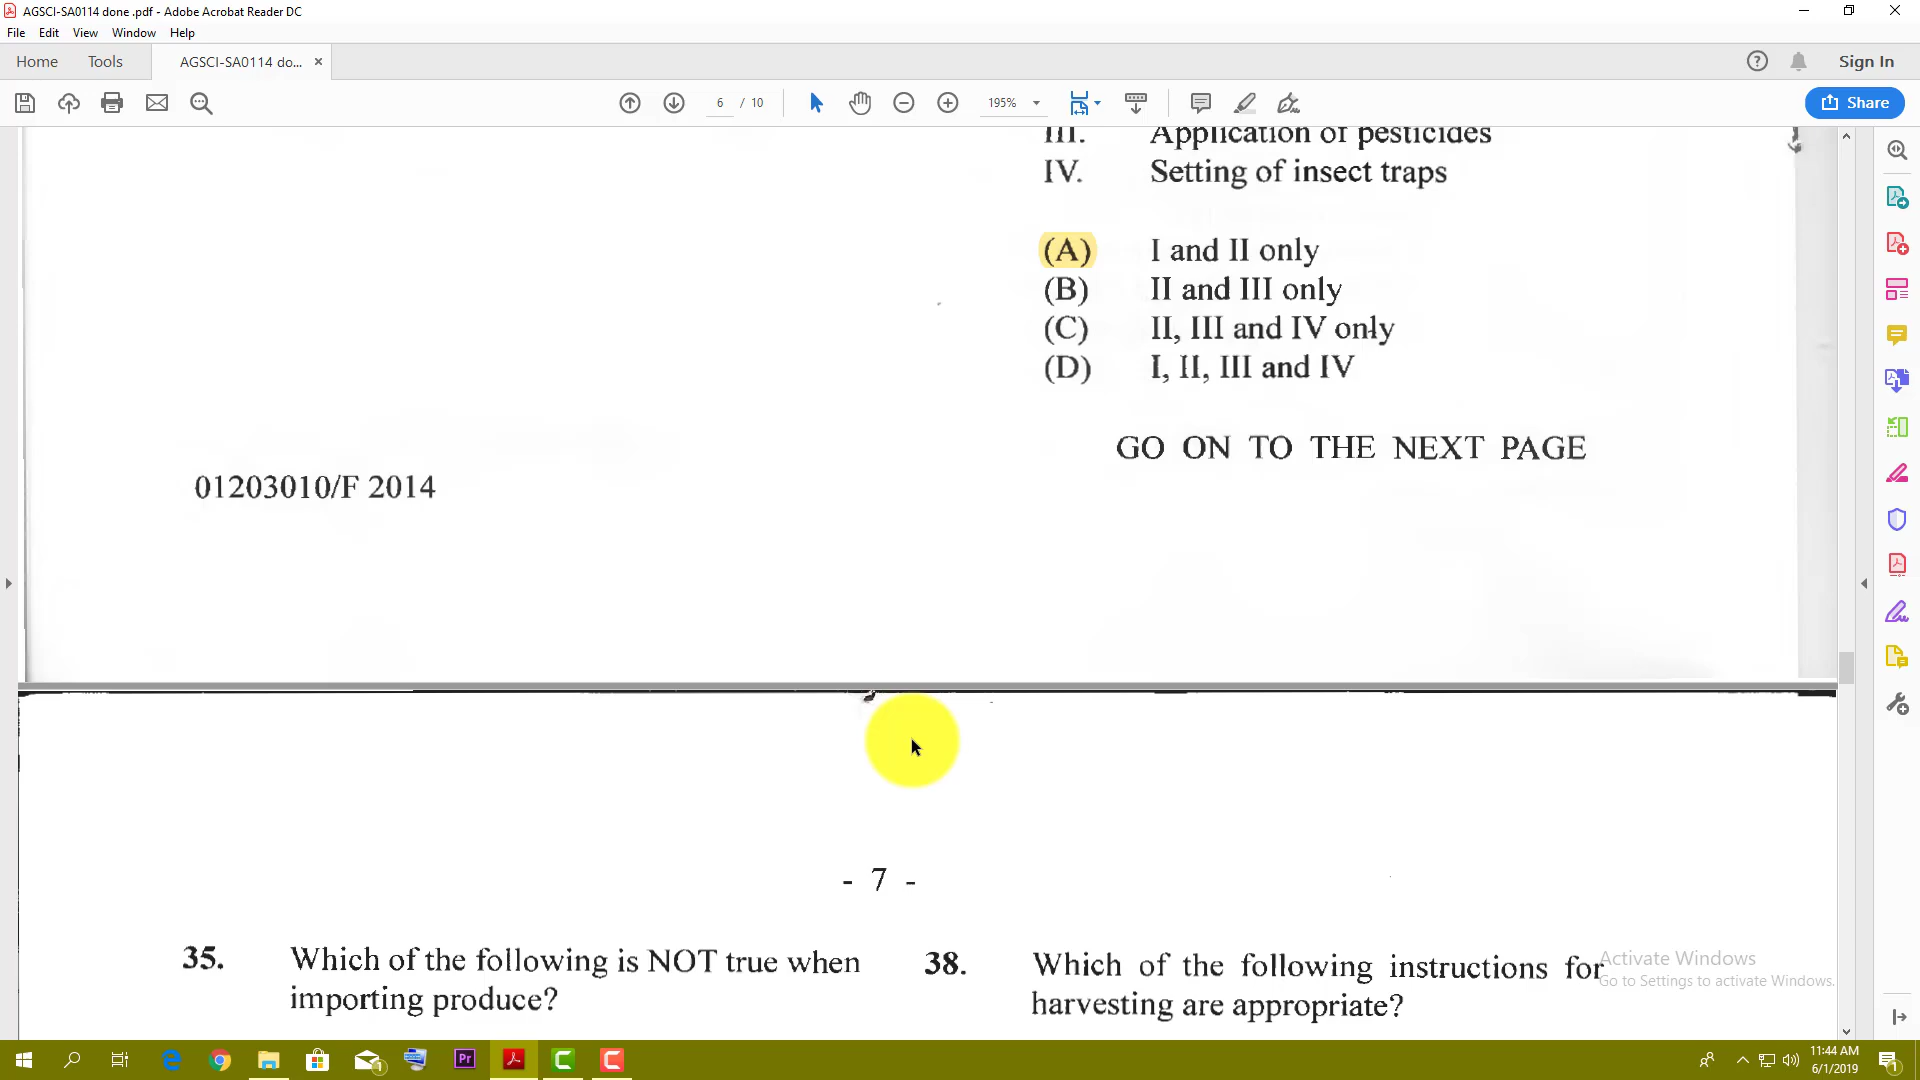 AGSCI-SA0114 done .pdf - Adobe Acrobat Reader DC
File Edit View Window Help
Home Tools AGSCI-SA0114 do... × Sign In
6 / 10 195% Share
III. Application of pesticides
IV. Setting of insect traps
(A) I and II only
(B) II and III only
(C) II, III and IV only
(D) I, II, III and IV
GO ON TO THE NEXT PAGE
01203010/F 2014
- 7 -
35. Which of the following is NOT true when
importing produce?
38. Which of the following instructions for
harvesting are appropriate?
Activate Windows
Go to Settings to activate Windows.
Pr
11:44 AM
6/1/2019